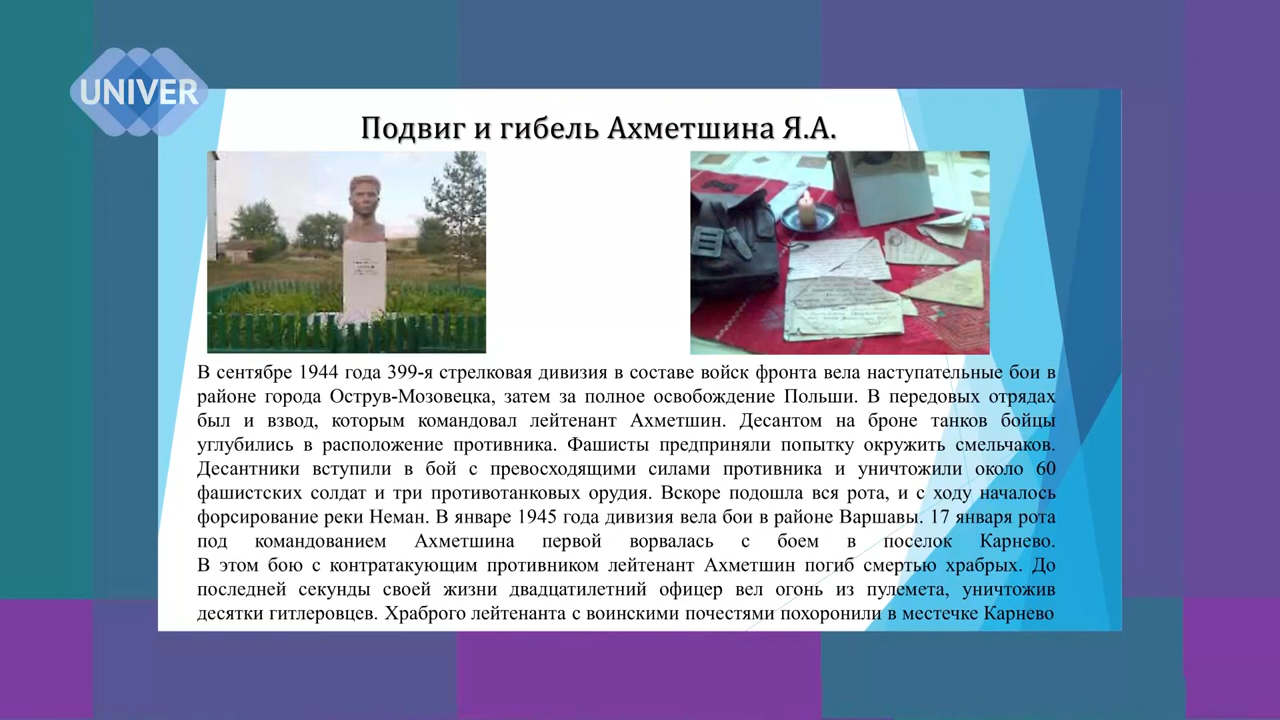 UNIVER
Подвиг и гибель Ахметшина Я.А.
В сентябре 1944 года 399-я стрелковая дивизия в составе войск фронта вела наступательные бои в
районе города Острув-Мозовецка, затем за полное освобождение Польши. В передовых отрядах
был и взвод, которым командовал лейтенант Ахметшин. Десантом на броне танков бойцы
углубились в расположение противника. Фашисты предприняли попытку окружить смельчаков.
Десантники вступили в бой с превосходящими силами противника и уничтожили около 60
фашистских солдат и три противотанковых орудия. Вскоре подошла вся рота, и с ходу началось
форсирование реки Неман. В январе 1945 года дивизия вела бои в районе Варшавы. 17 января рота
под командованием Ахметшина первой ворвалась с боем в поселок Карнево.
В этом бою с контратакующим противником лейтенант Ахметшин погиб смертью храбрых. До
последней секунды своей жизни двадцатилетний офицер вел огонь из пулемета, уничтожив
десятки гитлеровцев. Храброго лейтенанта с воинскими почестями похоронили в местечке Карнево